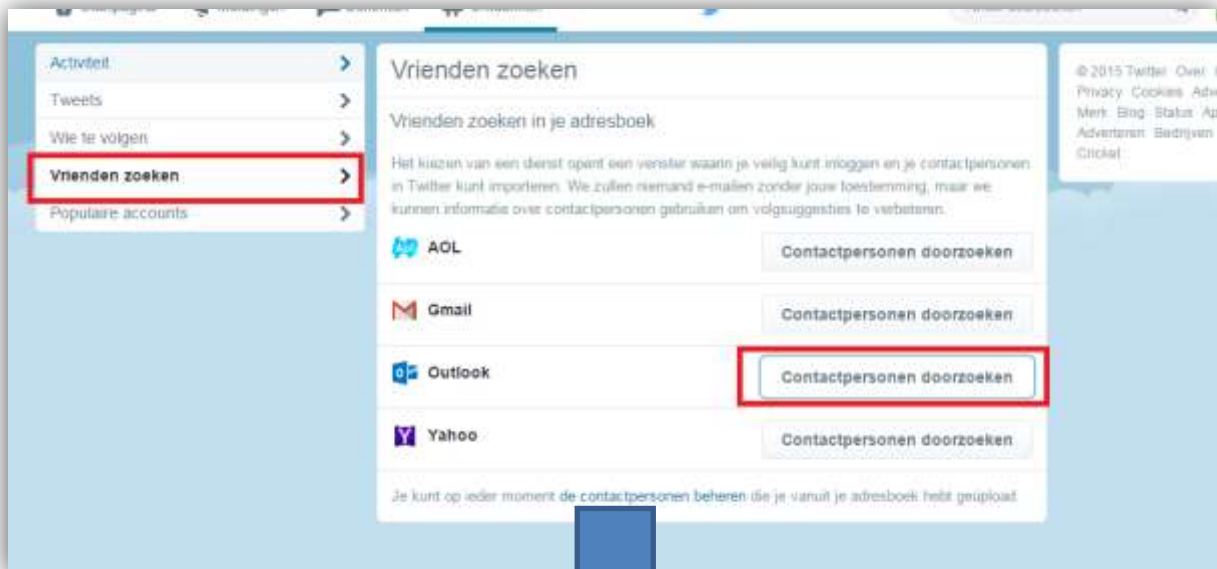 Activiteit
Tweets
Wie te volgen
Vrienden zoeken
Populaire accounts
Vrienden zoeken
Vrienden zoeken in je adresboek
Het kiezen van een dienst opent een venster waarin je veilig kunt inloggen en je contactpersonen
in Twitter kunt importeren. We zullen niemand e-mailen zonder jouw toestemming, maar we
kunnen informatie over contactpersonen gebruiken om volgsuggesties te verbeteren.
AOL
Contactpersonen doorzoeken
Gmail
Contactpersonen doorzoeken
Outlook
Contactpersonen doorzoeken
Yahoo
Contactpersonen doorzoeken
Je kunt op ieder moment de contactpersonen beheren die je vanuit je adresboek hebt geüpload
© 2015 Twitter Over
Privacy Cookies
Merk Blog Status
Adverteren Bedrijven
Cricket